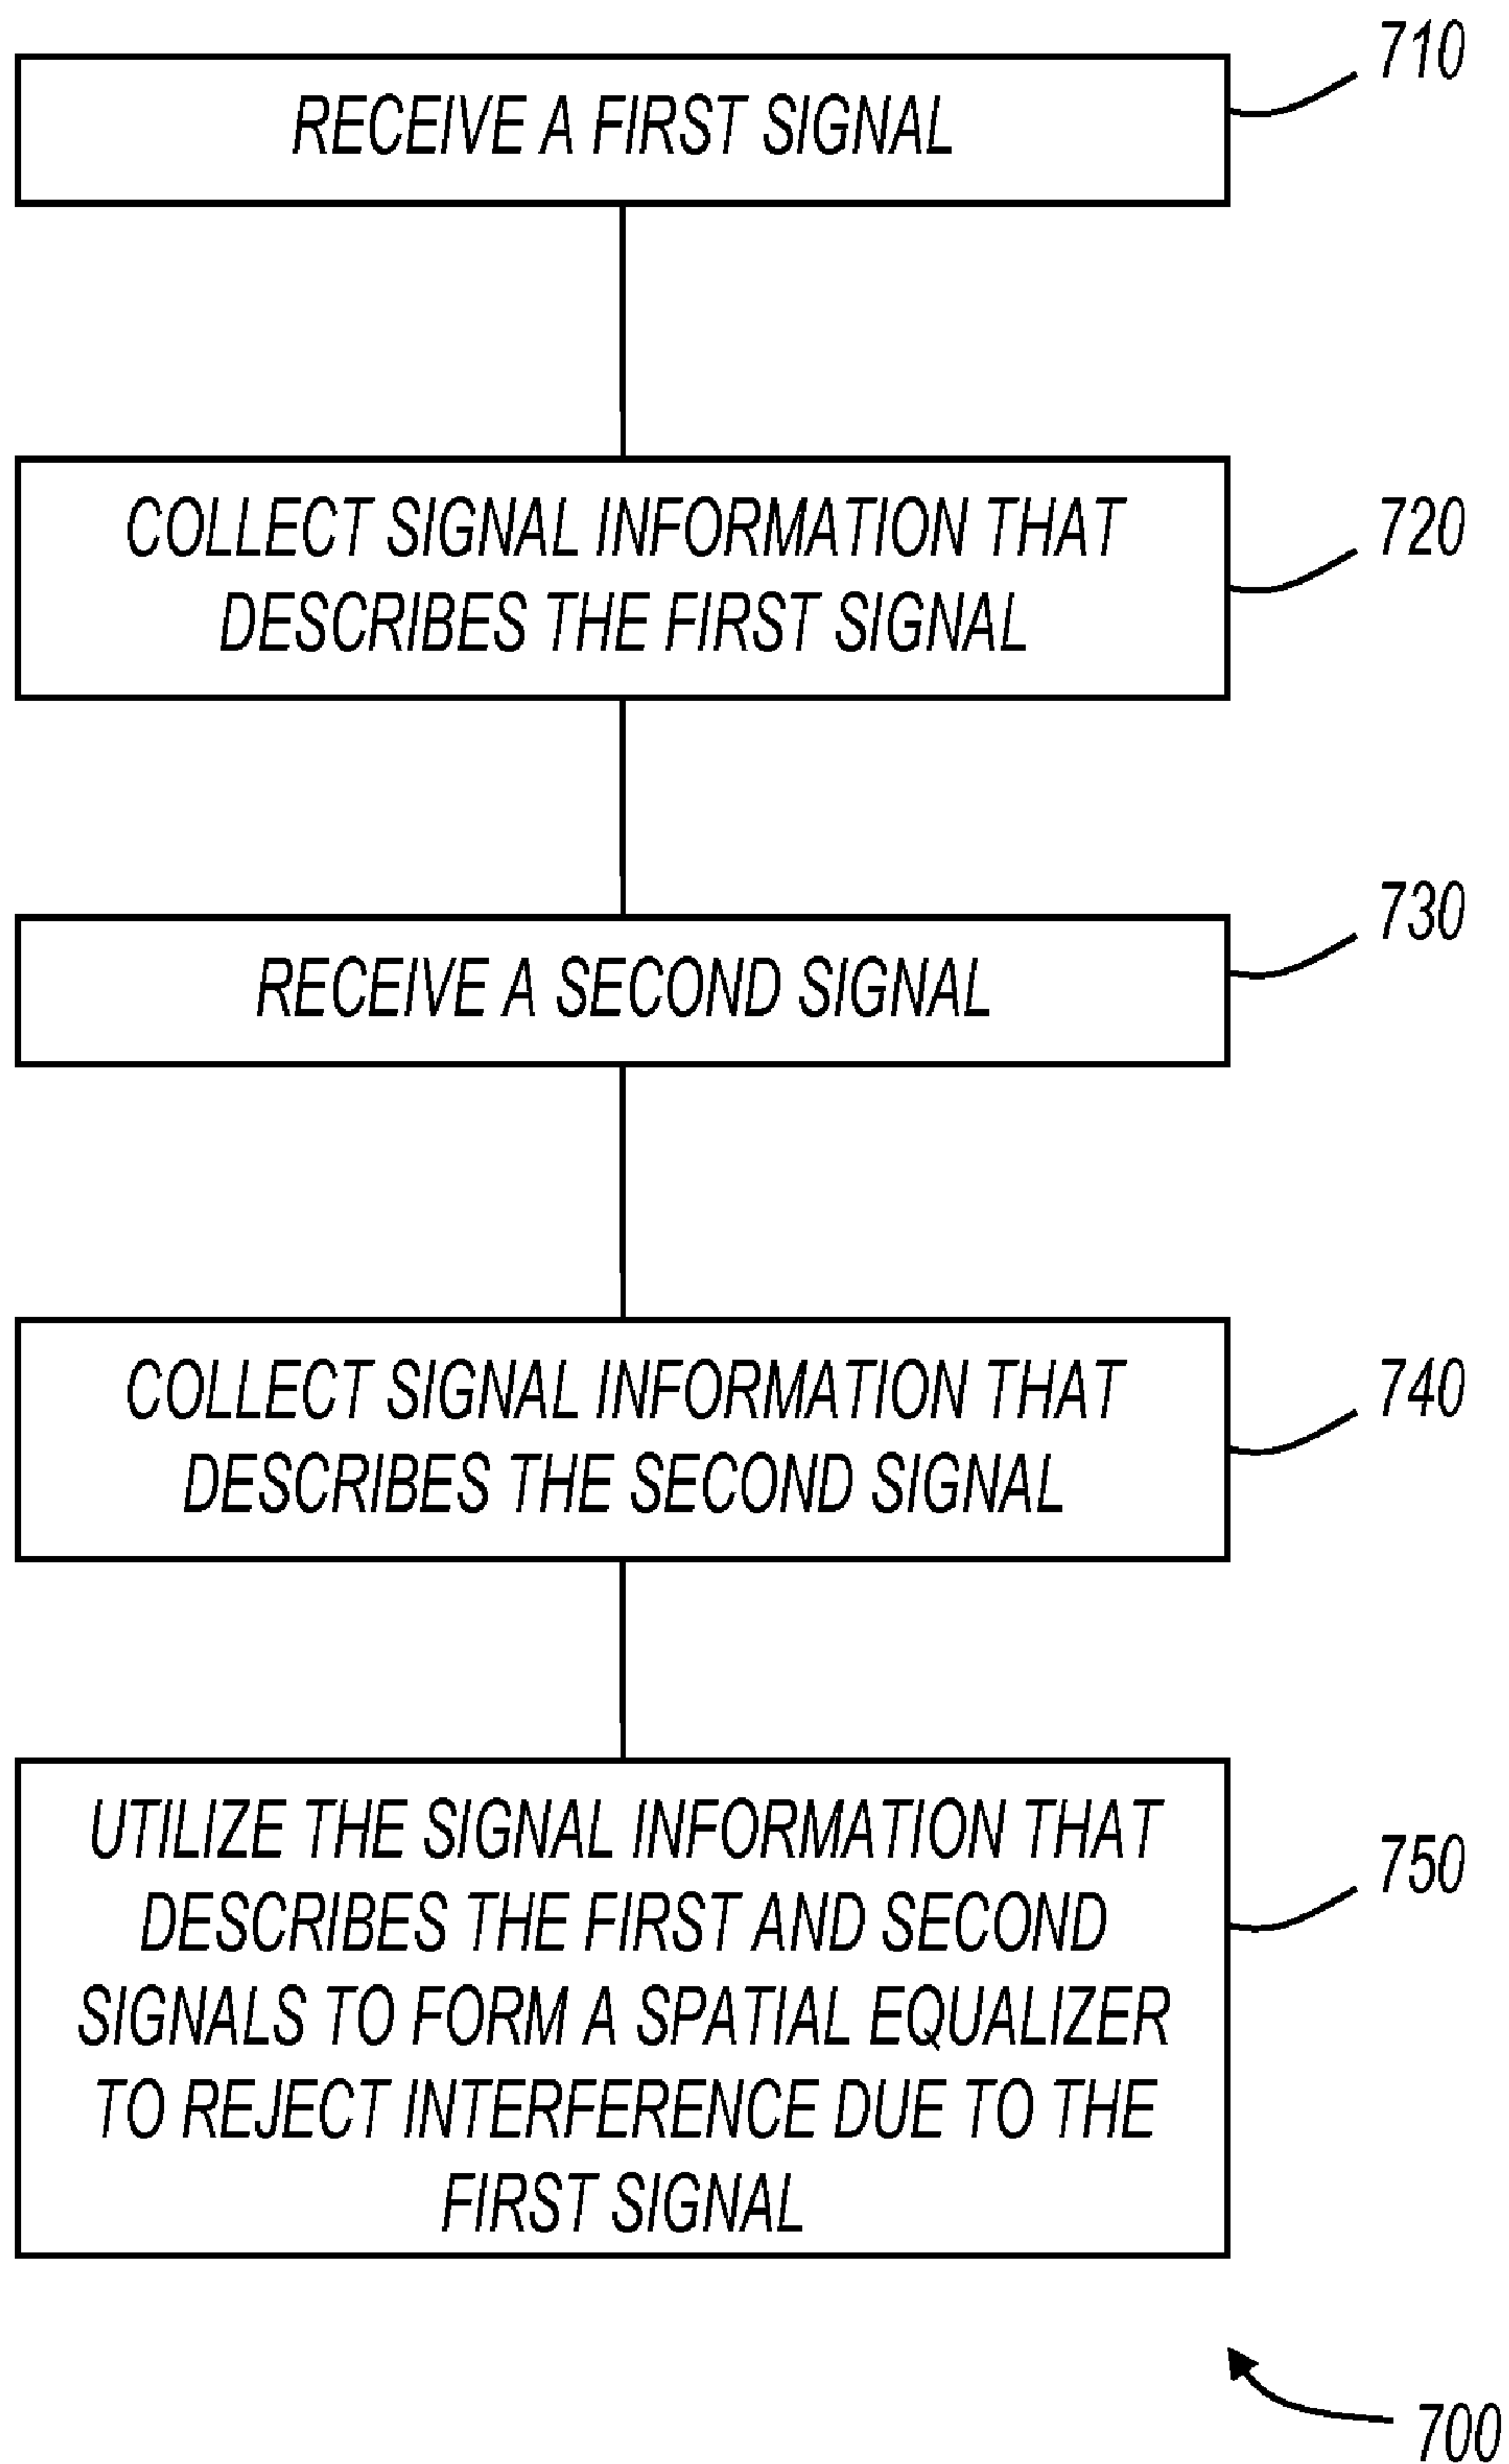 710
RECEIVE A FIRST SIGNAL
COLLECT SIGNAL INFORMATION THAT
DESCRIBES THE FIRST SIGNAL
720
730
RECEIVE A SECOND SIGNAL
COLLECT SIGNAL INFORMATION THAT
DESCRIBES THE SECOND SIGNAL
740
UTILIZE THE SIGNAL INFORMATION THAT
DESCRIBES THE FIRST AND SECOND
SIGNALS TO FORM A SPATIAL EQUALIZER
TO REJECT INTERFERENCE DUE TO THE
FIRST SIGNAL
750
700